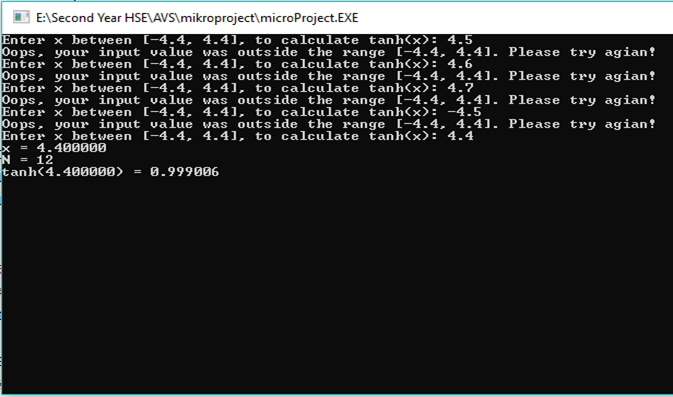 E:\Second Year HSE\AVS\mikroproject\microProject.EXE
Enter x between [-4.4, 4.4], to calculate tanh(x): 4.5
Oops, your input value was outside the range [-4.4, 4.4]. Please try agian!
Enter x between [-4.4, 4.4], to calculate tanh(x): 4.6
Oops, your input value was outside the range [-4.4, 4.4]. Please try agian!
Enter x between [-4.4, 4.4], to calculate tanh(x): 4.7
Oops, your input value was outside the range [-4.4, 4.4]. Please try agian!
Enter x between [-4.4, 4.4], to calculate tanh(x): -4.5
Oops, your input value was outside the range [-4.4, 4.4]. Please try agian!
Enter x between [-4.4, 4.4], to calculate tanh(x): 4.4
x = 4.400000
N = 12
tanh(4.400000) = 0.999006